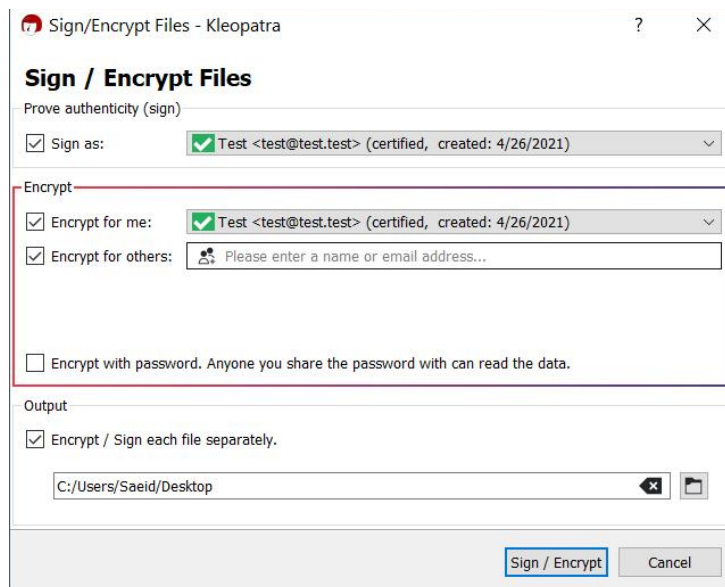 Sign/Encrypt Files - Kleopatra
Sign / Encrypt Files
Prove authenticity (sign)
Sign as: Test <test@test.test> (certified, created: 4/26/2021)
Encrypt
Encrypt for me: Test <test@test.test> (certified, created: 4/26/2021)
Encrypt for others: Please enter a name or email address...
Encrypt with password. Anyone you share the password with can read the data.
Output
Encrypt / Sign each file separately.
C:/Users/Saeid/Desktop
Sign / Encrypt Cancel